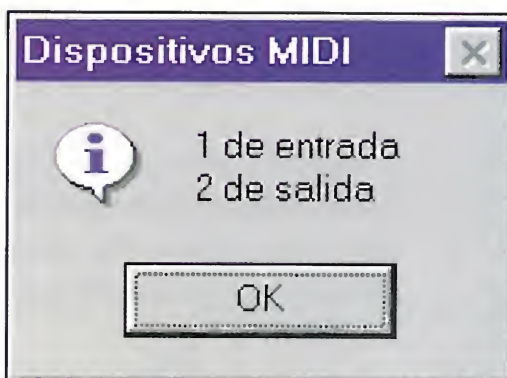 Dispositivos MIDI
1 de entrada
2 de salida
OK